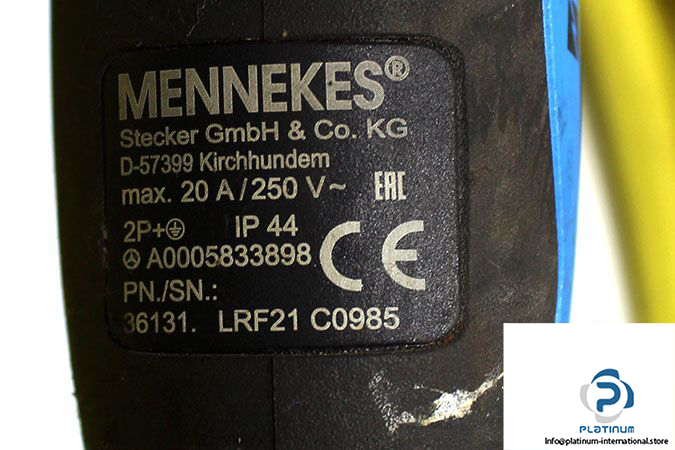 MENNEKES®
Stecker GmbH & Co. KG
D-57399 Kirchhundem
max. 20 A / 250 V~ EAC
2P+⏚ IP 44
A0005833898 CE
PN./SN.:
36131. LRF21 C0985
PLATINUM
Info@platinum-international.store